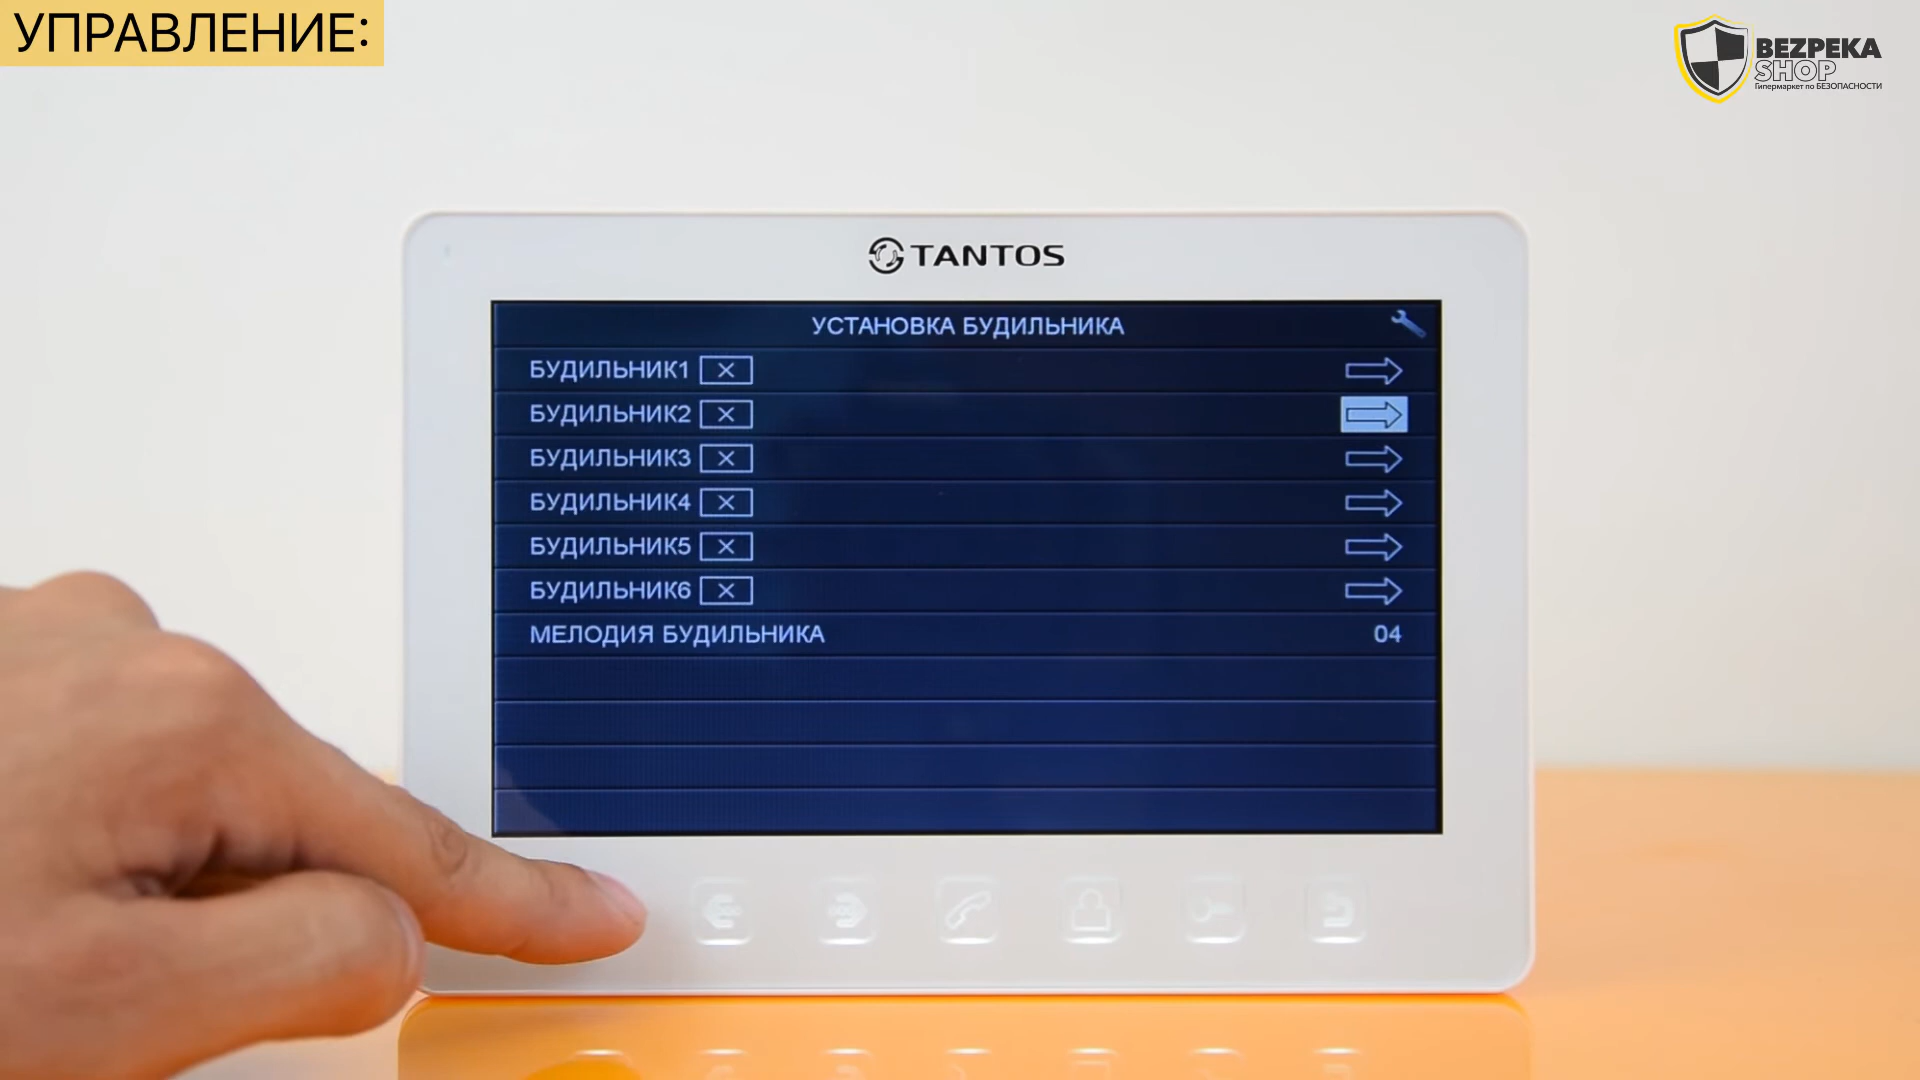 УПРАВЛЕНИЕ:
BEZPEKA
SHOP
Гипермаркет по БЕЗОПАСНОСТИ
TANTOS
УСТАНОВКА БУДИЛЬНИКА
БУДИЛЬНИК1
БУДИЛЬНИК2
БУДИЛЬНИК3
БУДИЛЬНИК4
БУДИЛЬНИК5
БУДИЛЬНИК6
МЕЛОДИЯ БУДИЛЬНИКА 04